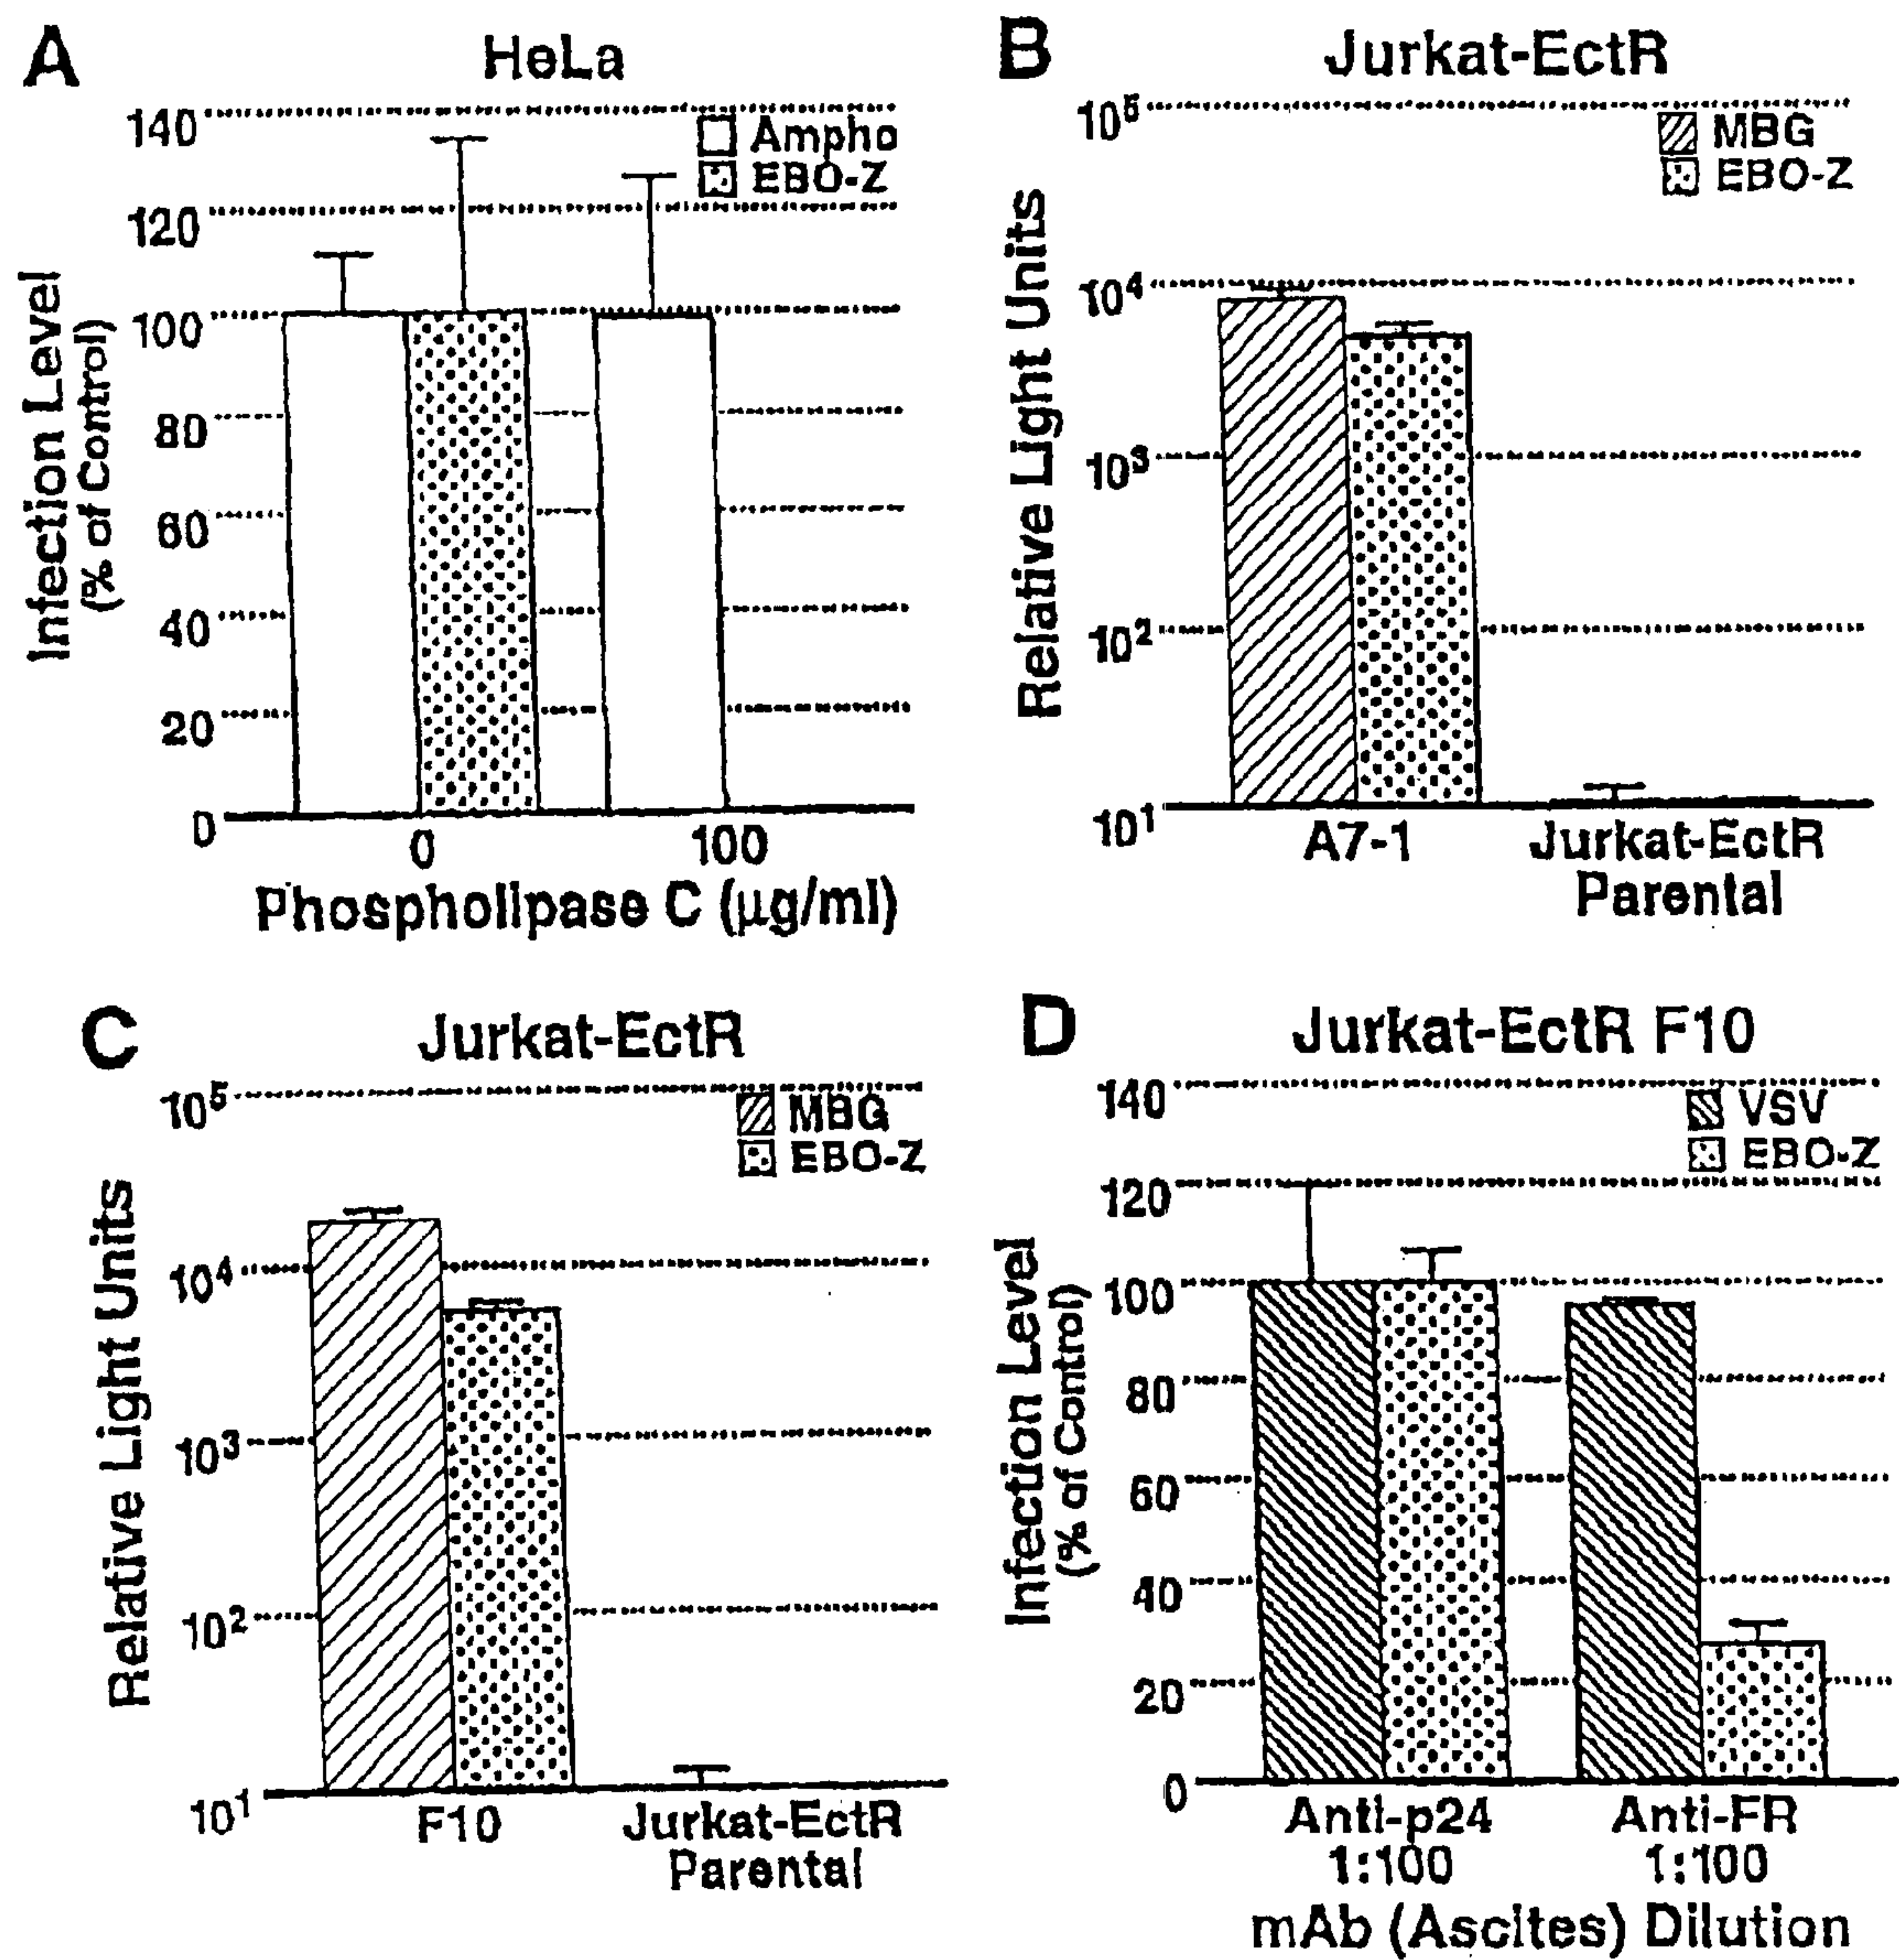 A
HeLa
140
120
100
80
60
40
20
0
Ampho
EBO-Z
Infection Level
(% of Control)
0 100
Phospholipase C (µg/ml)
B
Jurkat-EctR
10⁵
10⁴
10³
10²
10¹
MBG
EBO-Z
Relative Light Units
A7-1 Jurkat-EctR
Parental
C
Jurkat-EctR
10⁵
10⁴
10³
10²
10¹
MBG
EBO-Z
Relative Light Units
F10 Jurkat-EctR
Parental
D
Jurkat-EctR F10
140
120
100
80
60
40
20
0
VSV
EBO-Z
Infection Level
(% of Control)
Anti-p24 Anti-FR
1:100 1:100
mAb (Ascites) Dilution